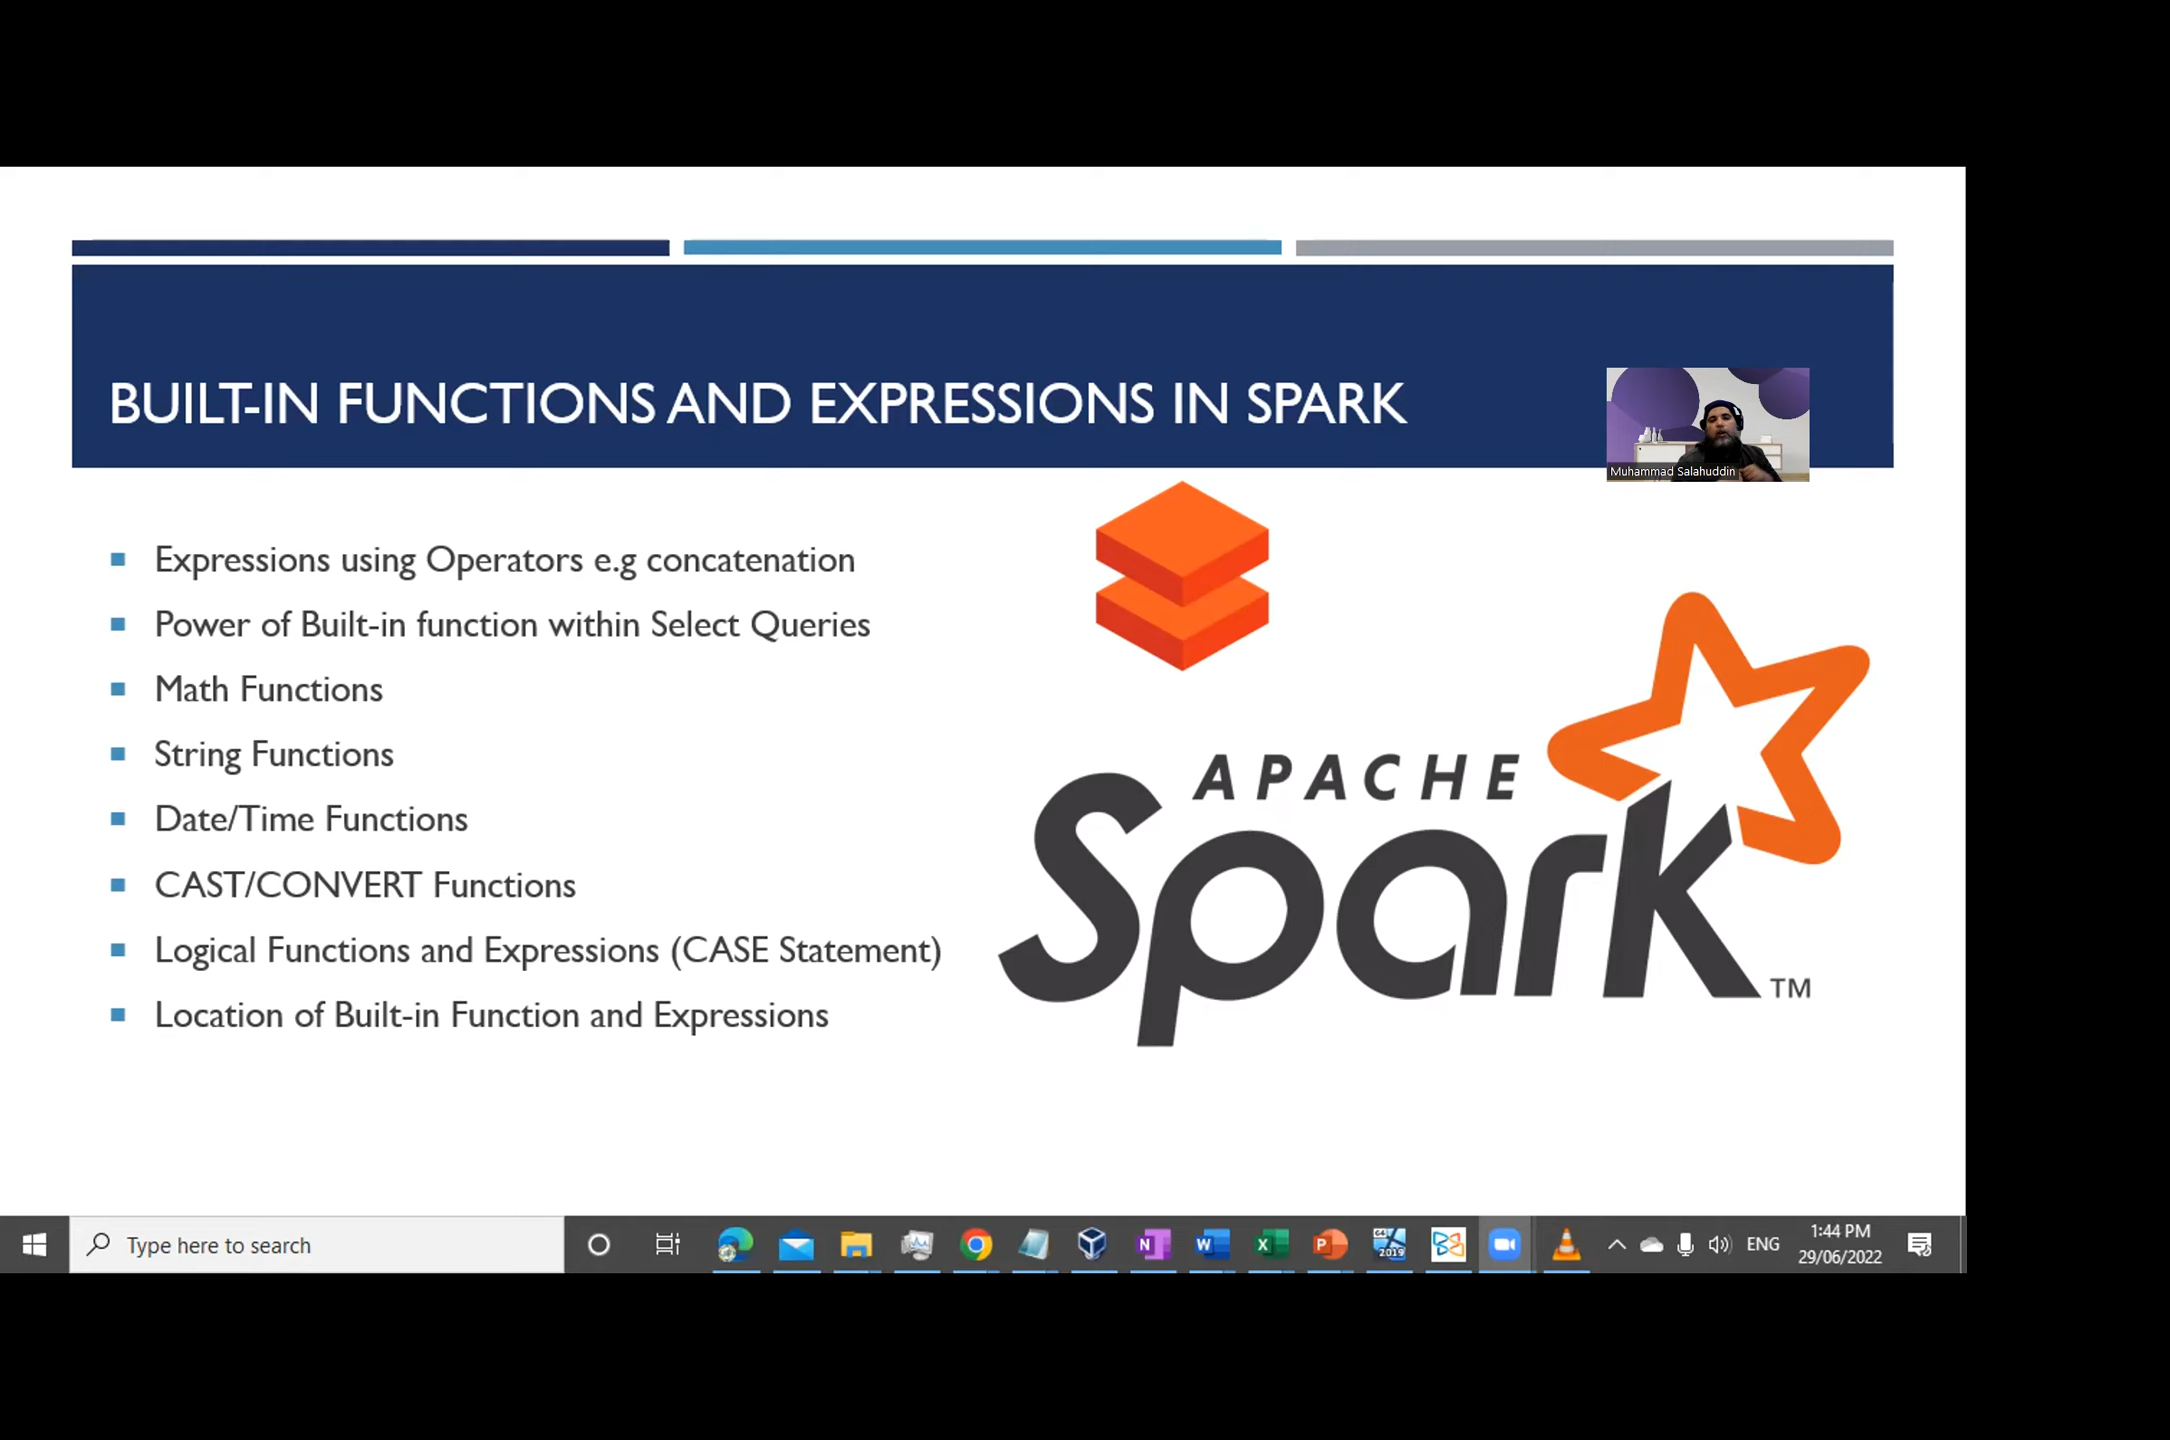 BUILT-IN FUNCTIONS AND EXPRESSIONS IN SPARK
Muhammad Salahuddin
Expressions using Operators e.g concatenation
Power of Built-in function within Select Queries
Math Functions
String Functions
Date/Time Functions
CAST/CONVERT Functions
Logical Functions and Expressions (CASE Statement)
Location of Built-in Function and Expressions
APACHE
Spark
TM
Type here to search
N
W
X
P
64
2019
ENG
1:44 PM
29/06/2022